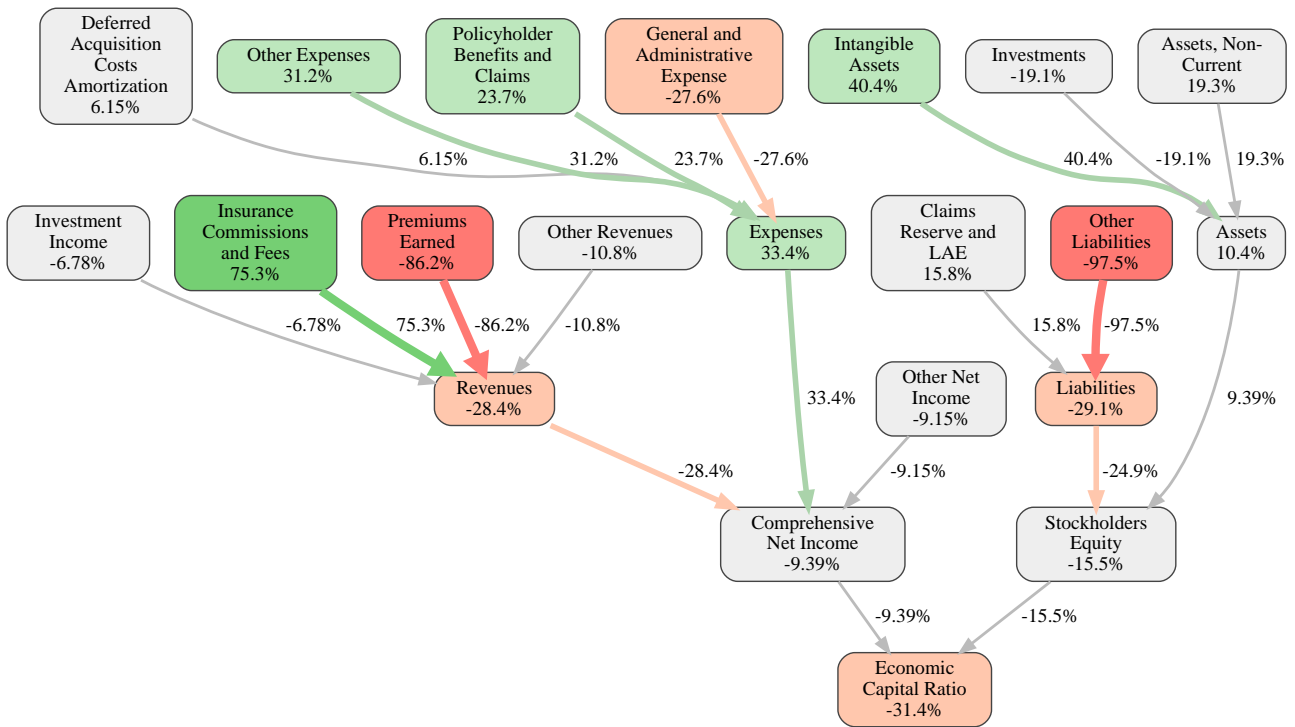 Deferred
Acquisition
Costs
Amortization
6.15%
Other Expenses
31.2%
Policyholder
Benefits and
Claims
23.7%
General and
Administrative
Expense
-27.6%
Intangible
Assets
40.4%
Investments
-19.1%
Assets, Non-
Current
19.3%
6.15%
31.2%
23.7%
-27.6%
40.4%
-19.1%
19.3%
Investment
Income
-6.78%
Insurance
Commissions
and Fees
75.3%
Premiums
Earned
-86.2%
Other Revenues
-10.8%
Expenses
33.4%
Claims
Reserve and
LAE
15.8%
Other
Liabilities
-97.5%
Assets
10.4%
-6.78%
75.3%
-86.2%
-10.8%
15.8%
-97.5%
Revenues
-28.4%
33.4%
Other Net
Income
-9.15%
Liabilities
-29.1%
9.39%
-28.4%
-9.15%
-24.9%
Comprehensive
Net Income
-9.39%
Stockholders
Equity
-15.5%
-9.39%
-15.5%
Economic
Capital Ratio
-31.4%